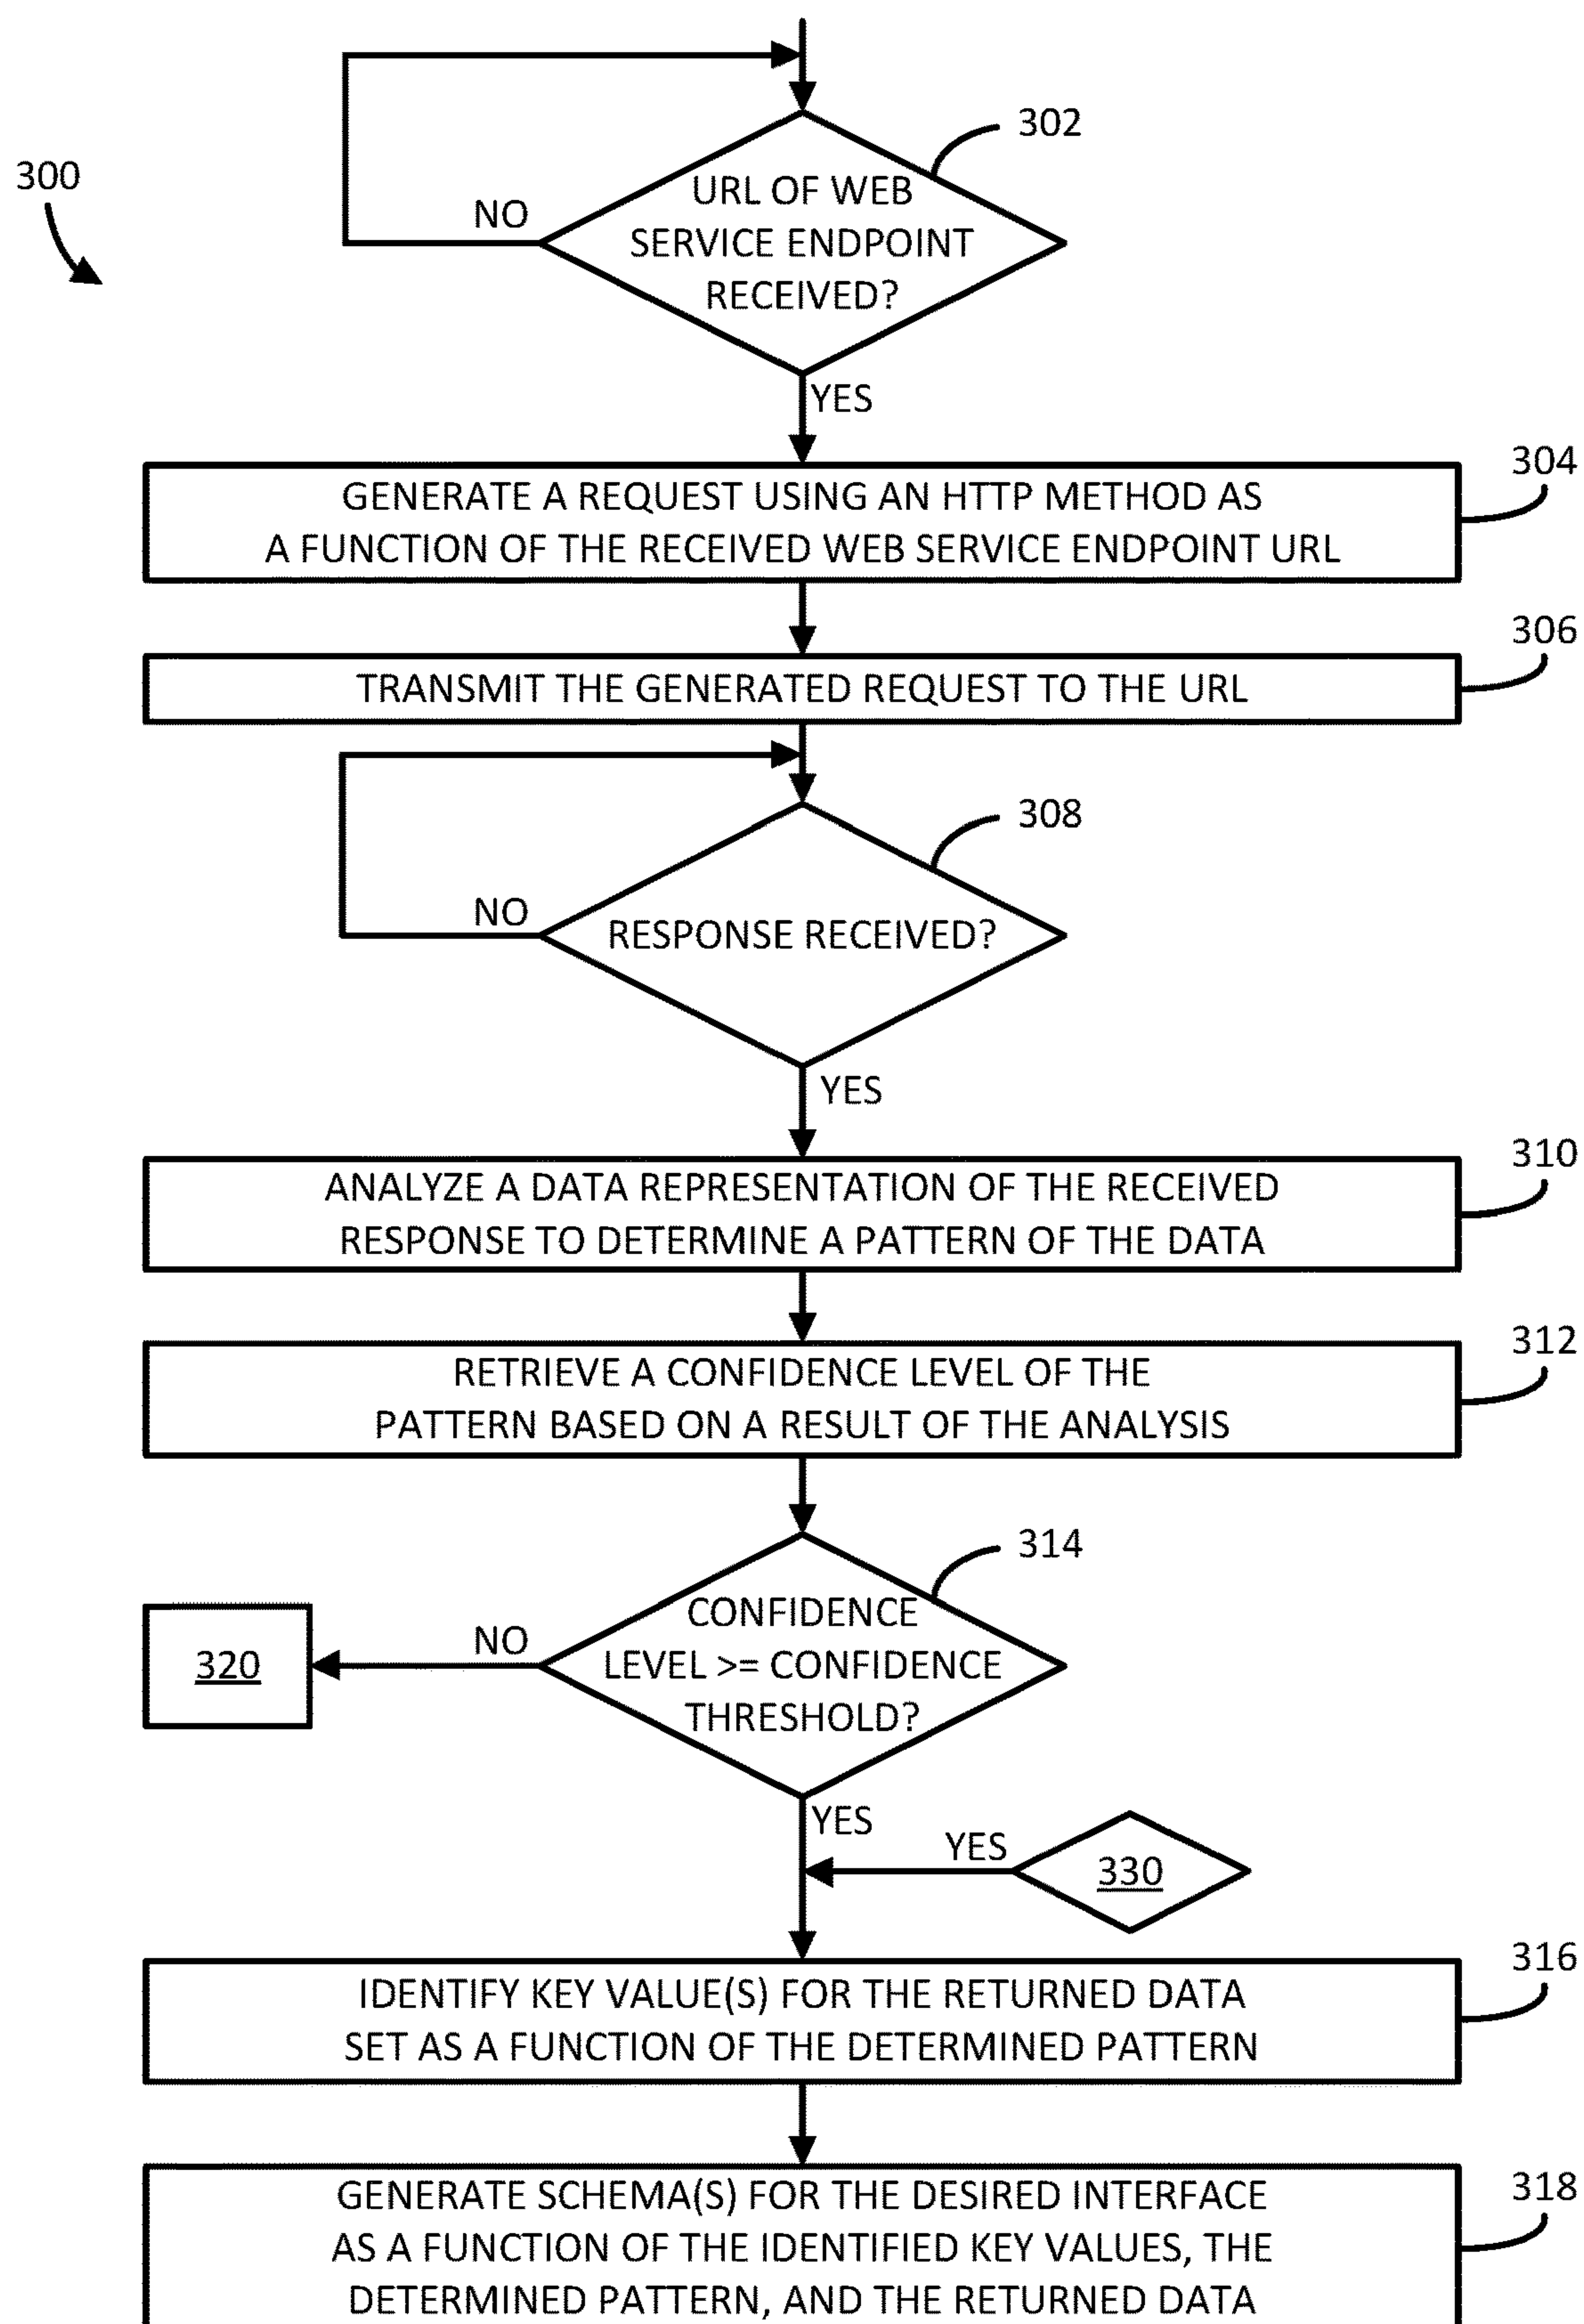 300
302
URL OF WEB
SERVICE ENDPOINT
RECEIVED?
NO
YES
304
GENERATE A REQUEST USING AN HTTP METHOD AS
A FUNCTION OF THE RECEIVED WEB SERVICE ENDPOINT URL
306
TRANSMIT THE GENERATED REQUEST TO THE URL
308
NO
RESPONSE RECEIVED?
YES
310
ANALYZE A DATA REPRESENTATION OF THE RECEIVED
RESPONSE TO DETERMINE A PATTERN OF THE DATA
312
RETRIEVE A CONFIDENCE LEVEL OF THE
PATTERN BASED ON A RESULT OF THE ANALYSIS
314
CONFIDENCE
LEVEL >= CONFIDENCE
THRESHOLD?
NO
320
YES
YES
330
316
IDENTIFY KEY VALUE(S) FOR THE RETURNED DATA
SET AS A FUNCTION OF THE DETERMINED PATTERN
318
GENERATE SCHEMA(S) FOR THE DESIRED INTERFACE
AS A FUNCTION OF THE IDENTIFIED KEY VALUES, THE
DETERMINED PATTERN, AND THE RETURNED DATA